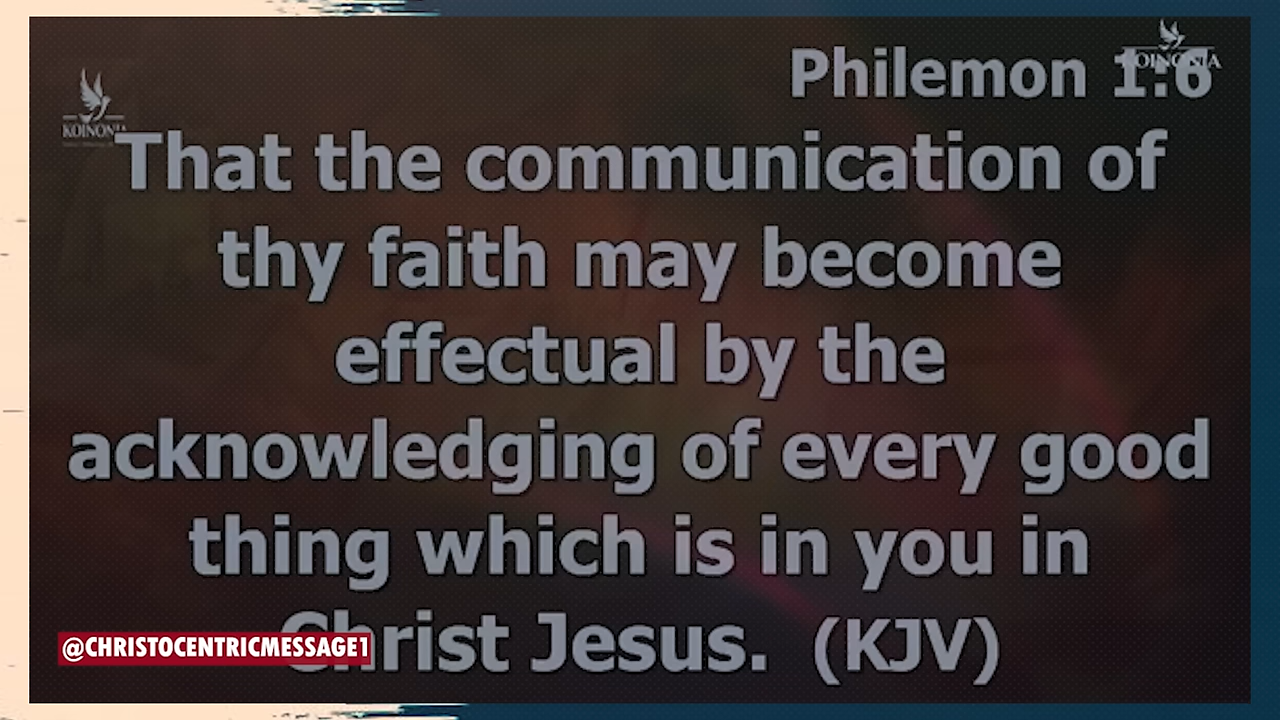 Philemon 1:6
KOINONIA
KOINONIA
That the communication of
thy faith may become
effectual by the
acknowledging of every good
thing which is in you in
Christ Jesus. (KJV)
@CHRISTOCENTRICMESSAGE1